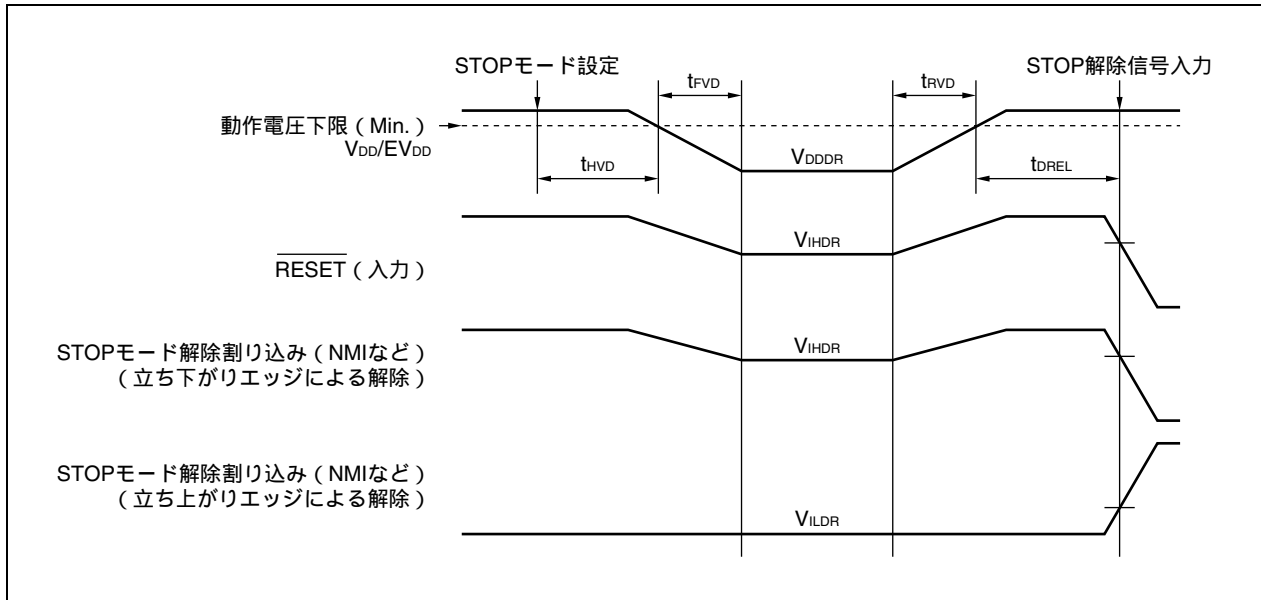 STOPモード設定
STOP解除信号入力
tFVD
tRVD
動作電圧下限（Min.）
VDD/EVDD
VDDDR
tHVD
tDREL
VIHDR
RESET（入力）
VIHDR
STOPモード解除割り込み（NMIなど）
（立ち下がりエッジによる解除）
STOPモード解除割り込み（NMIなど）
（立ち上がりエッジによる解除）
VILDR